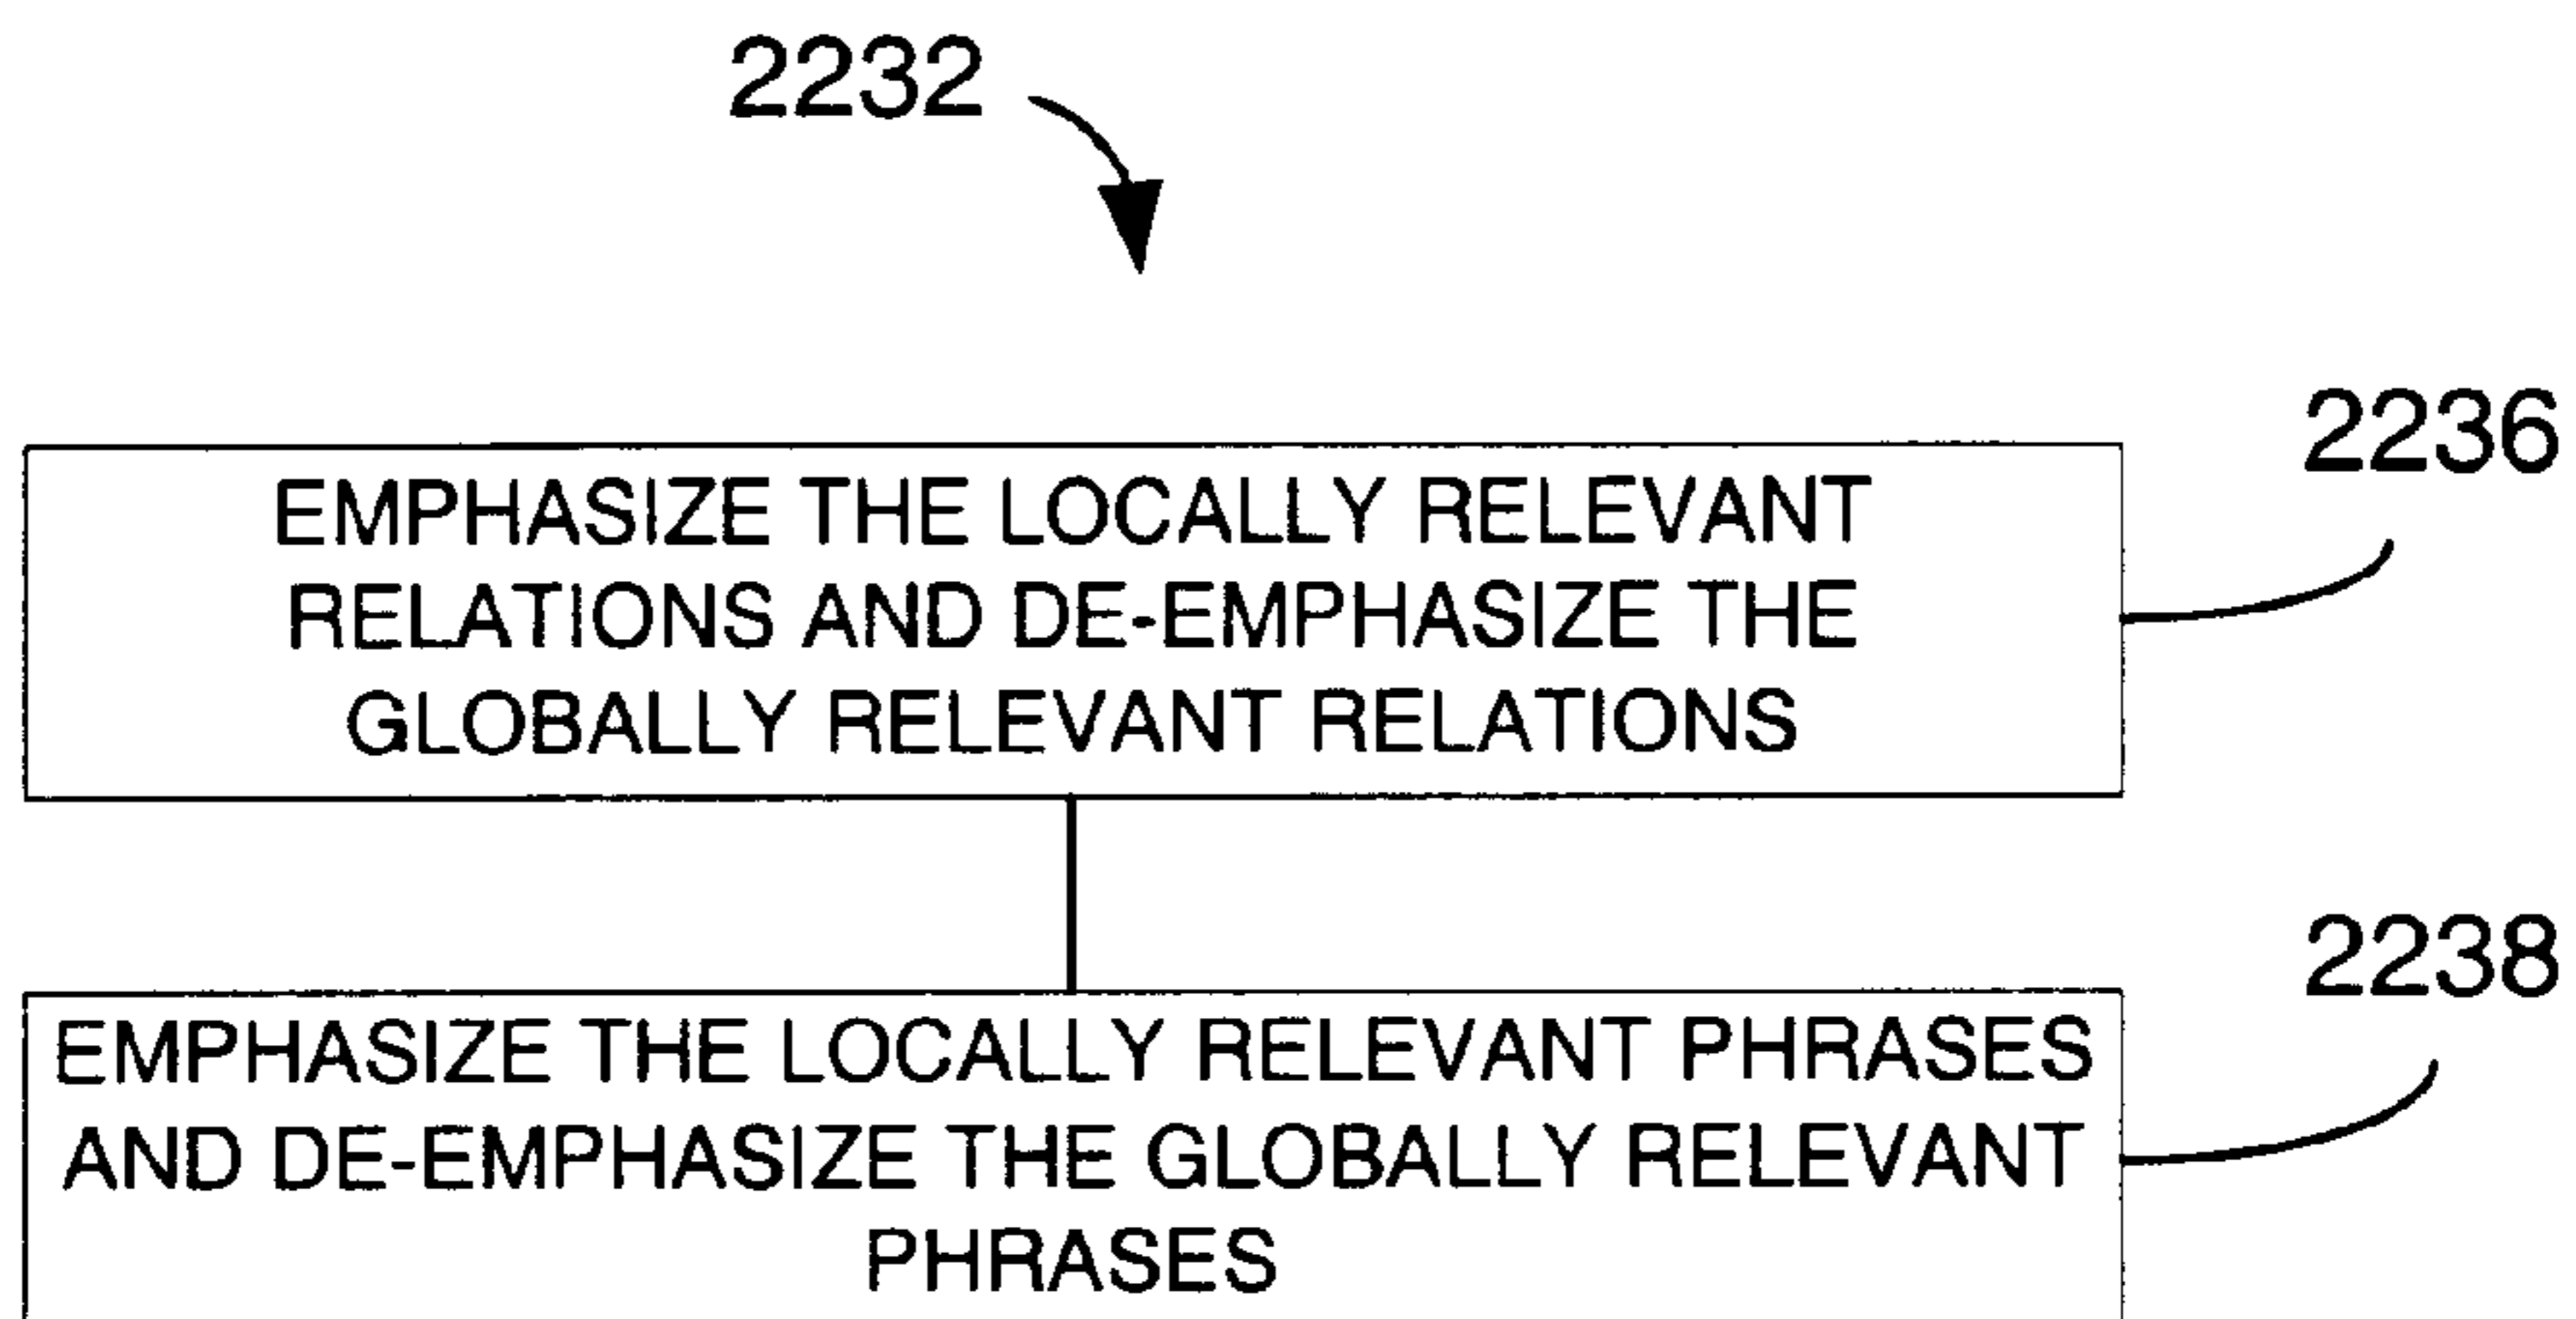 2232
2236
EMPHASIZE THE LOCALLY RELEVANT
RELATIONS AND DE-EMPHASIZE THE
GLOBALLY RELEVANT RELATIONS
2238
EMPHASIZE THE LOCALLY RELEVANT PHRASES
AND DE-EMPHASIZE THE GLOBALLY RELEVANT
PHRASES